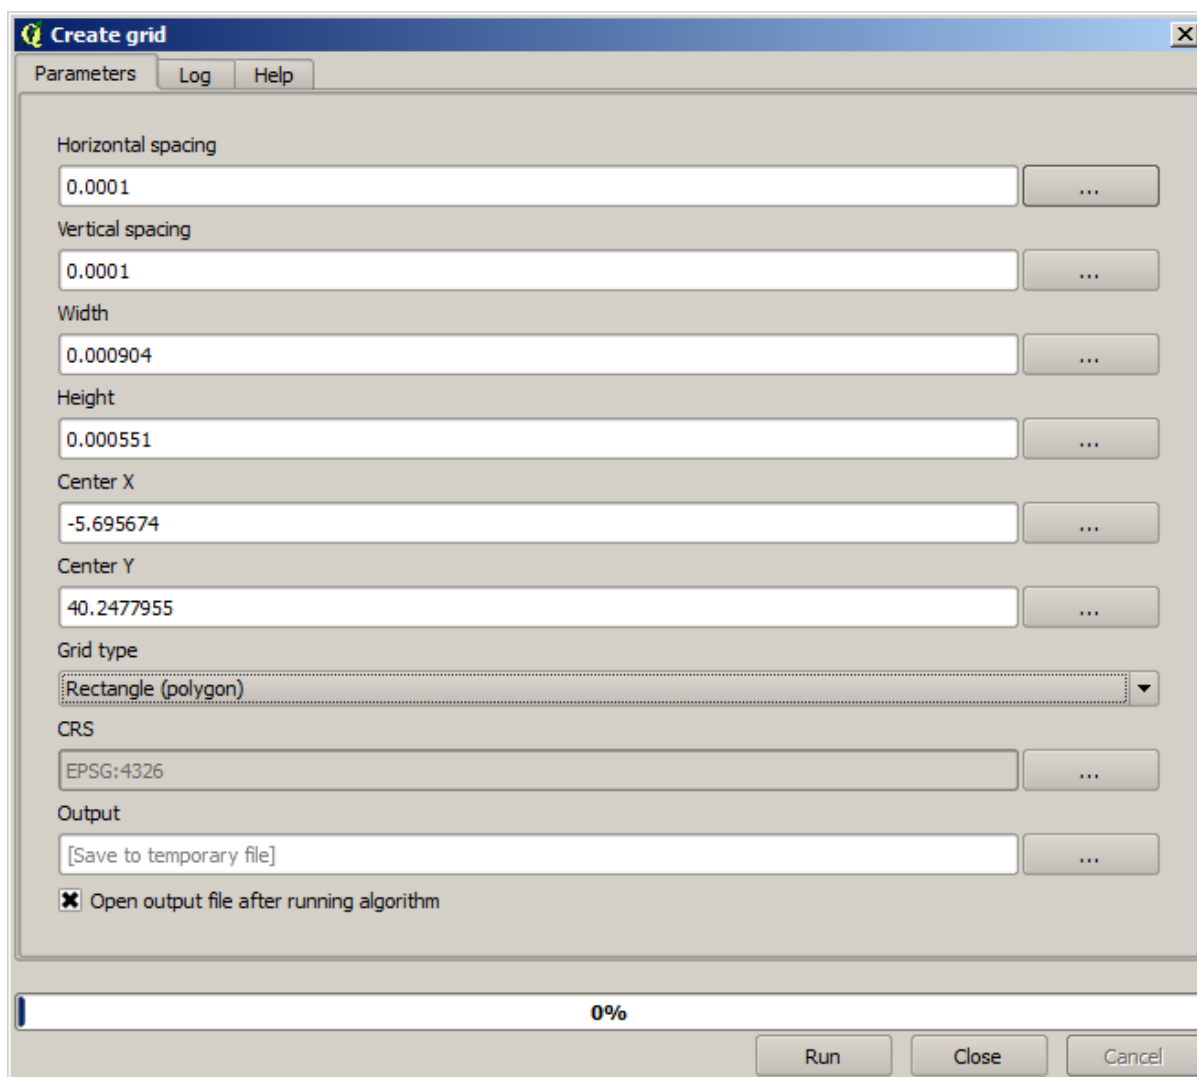 Create grid
Parameters Log Help
Horizontal spacing
0.0001 ...
Vertical spacing
0.0001 ...
Width
0.000904 ...
Height
0.000551 ...
Center X
-5.695674 ...
Center Y
40.2477955 ...
Grid type
Rectangle (polygon)
CRS
EPSG:4326 ...
Output
[Save to temporary file] ...
Open output file after running algorithm
0%
Run Close Cancel